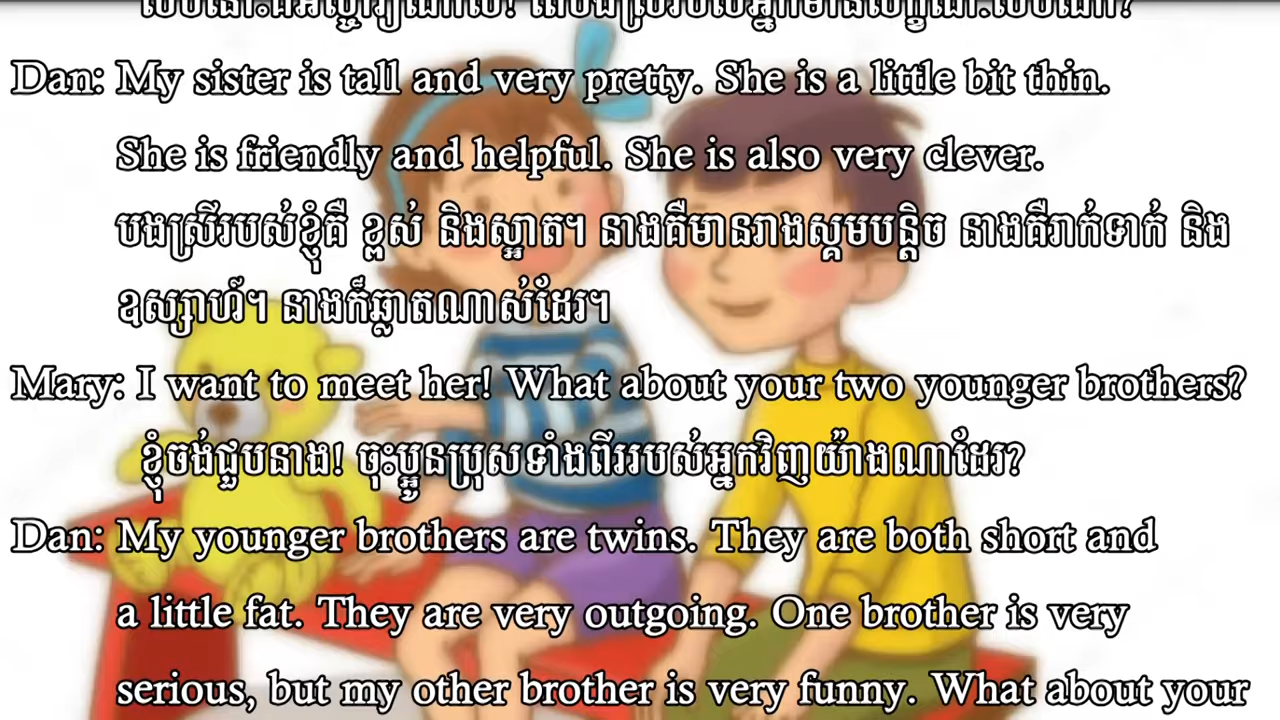 Dan: My sister is tall and very pretty. She is a little bit thin.
She is friendly and helpful. She is also very clever.
បងស្រីរបស់ខ្ញុំគឺ ខ្ពស់ និងស្អាត។ នាងគឺមានរាងស្គមបន្តិច នាងគឺរាក់ទាក់ និង
ឧស្សាហ៍។ នាងក៏ឆ្លាតណាស់ដែរ។
Mary: I want to meet her! What about your two younger brothers?
ខ្ញុំចង់ជួបនាង! ចុះប្អូនប្រុសទាំងពីររបស់អ្នកវិញយ៉ាងណាដែរ?
Dan: My younger brothers are twins. They are both short and
a little fat. They are very outgoing. One brother is very
serious, but my other brother is very funny. What about your